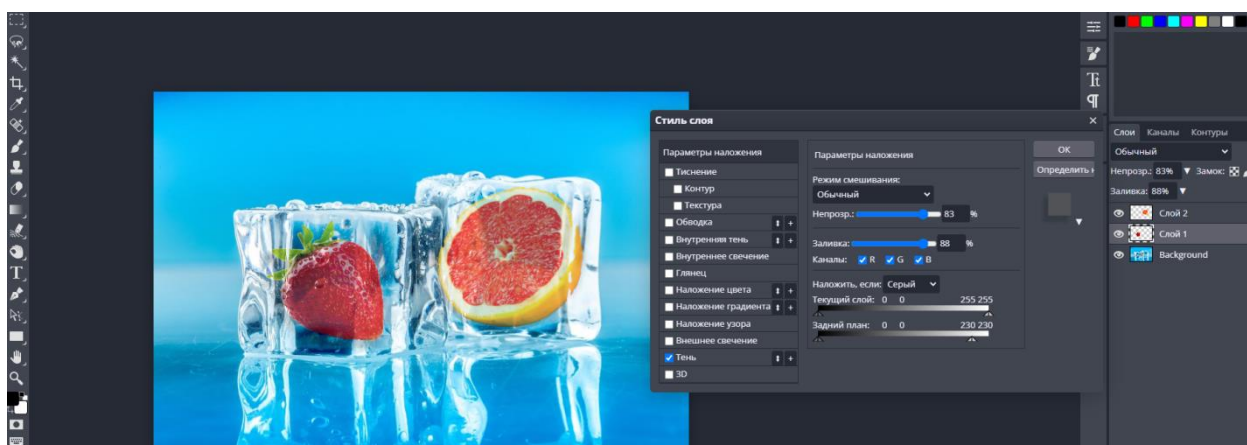 Стиль слоя
Параметры наложения
Тиснение
Контур
Текстура
Обводка
Внутренняя тень
Внутреннее свечение
Глянец
Наложение цвета
Наложение градиента
Наложение узора
Внешнее свечение
Тень
3D
Параметры наложения
Режим смешивания:
Обычный
Непрозр.: 83 %
Заливка: 88 %
Каналы: R G B
Наложить, если: Серый
Текущий слой: 0 0 255 255
Задний план: 0 0 230 230
OK
Определить н
Слои Каналы Контуры
Обычный
Непрозр.: 83% Замок:
Заливка: 88%
Слой 2
Слой 1
Background